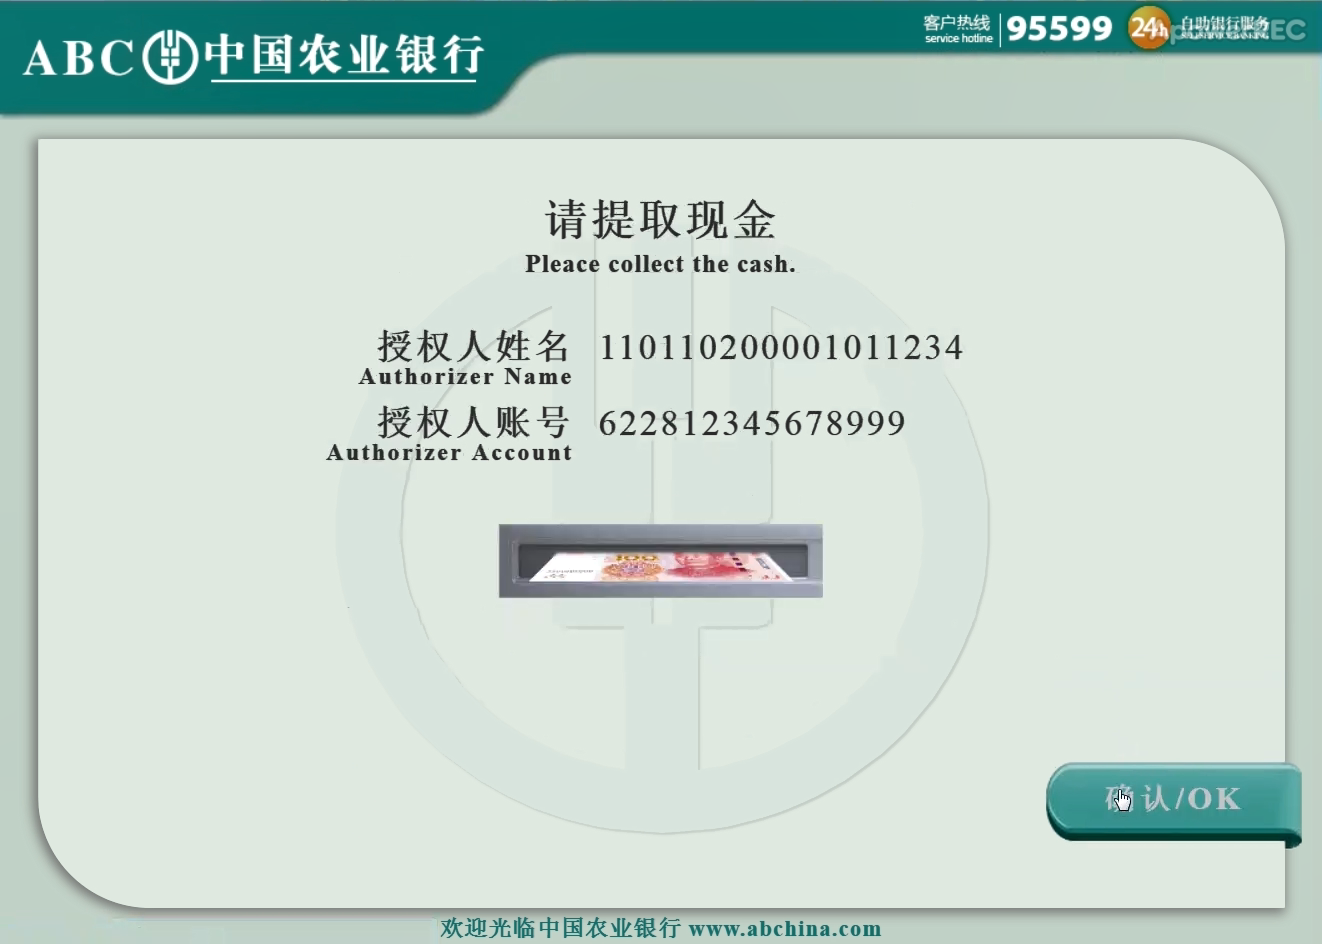 ABC 中国农业银行
客户热线
service hotline
95599
24h
自助银行服务
请提取现金
Pleace collect the cash.
授权人姓名 110110200001011234
Authorizer Name
授权人账号 622812345678999
Authorizer Account
100
确认/OK
欢迎光临中国农业银行 www.abchina.com